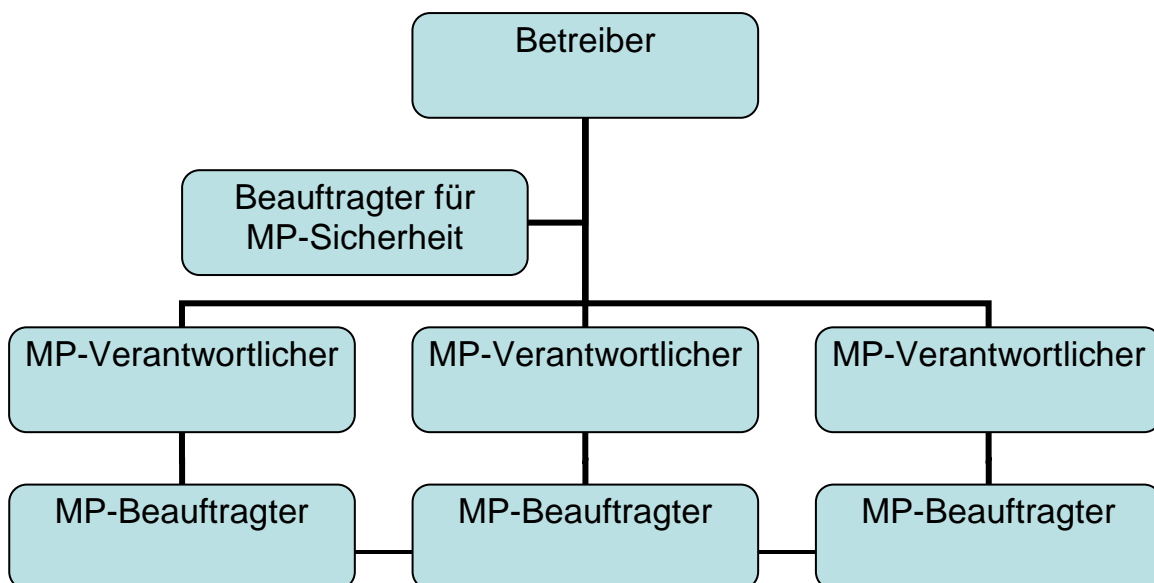 Betreiber
Beauftragter für
MP-Sicherheit
MP-Verantwortlicher
MP-Verantwortlicher
MP-Verantwortlicher
MP-Beauftragter
MP-Beauftragter
MP-Beauftragter